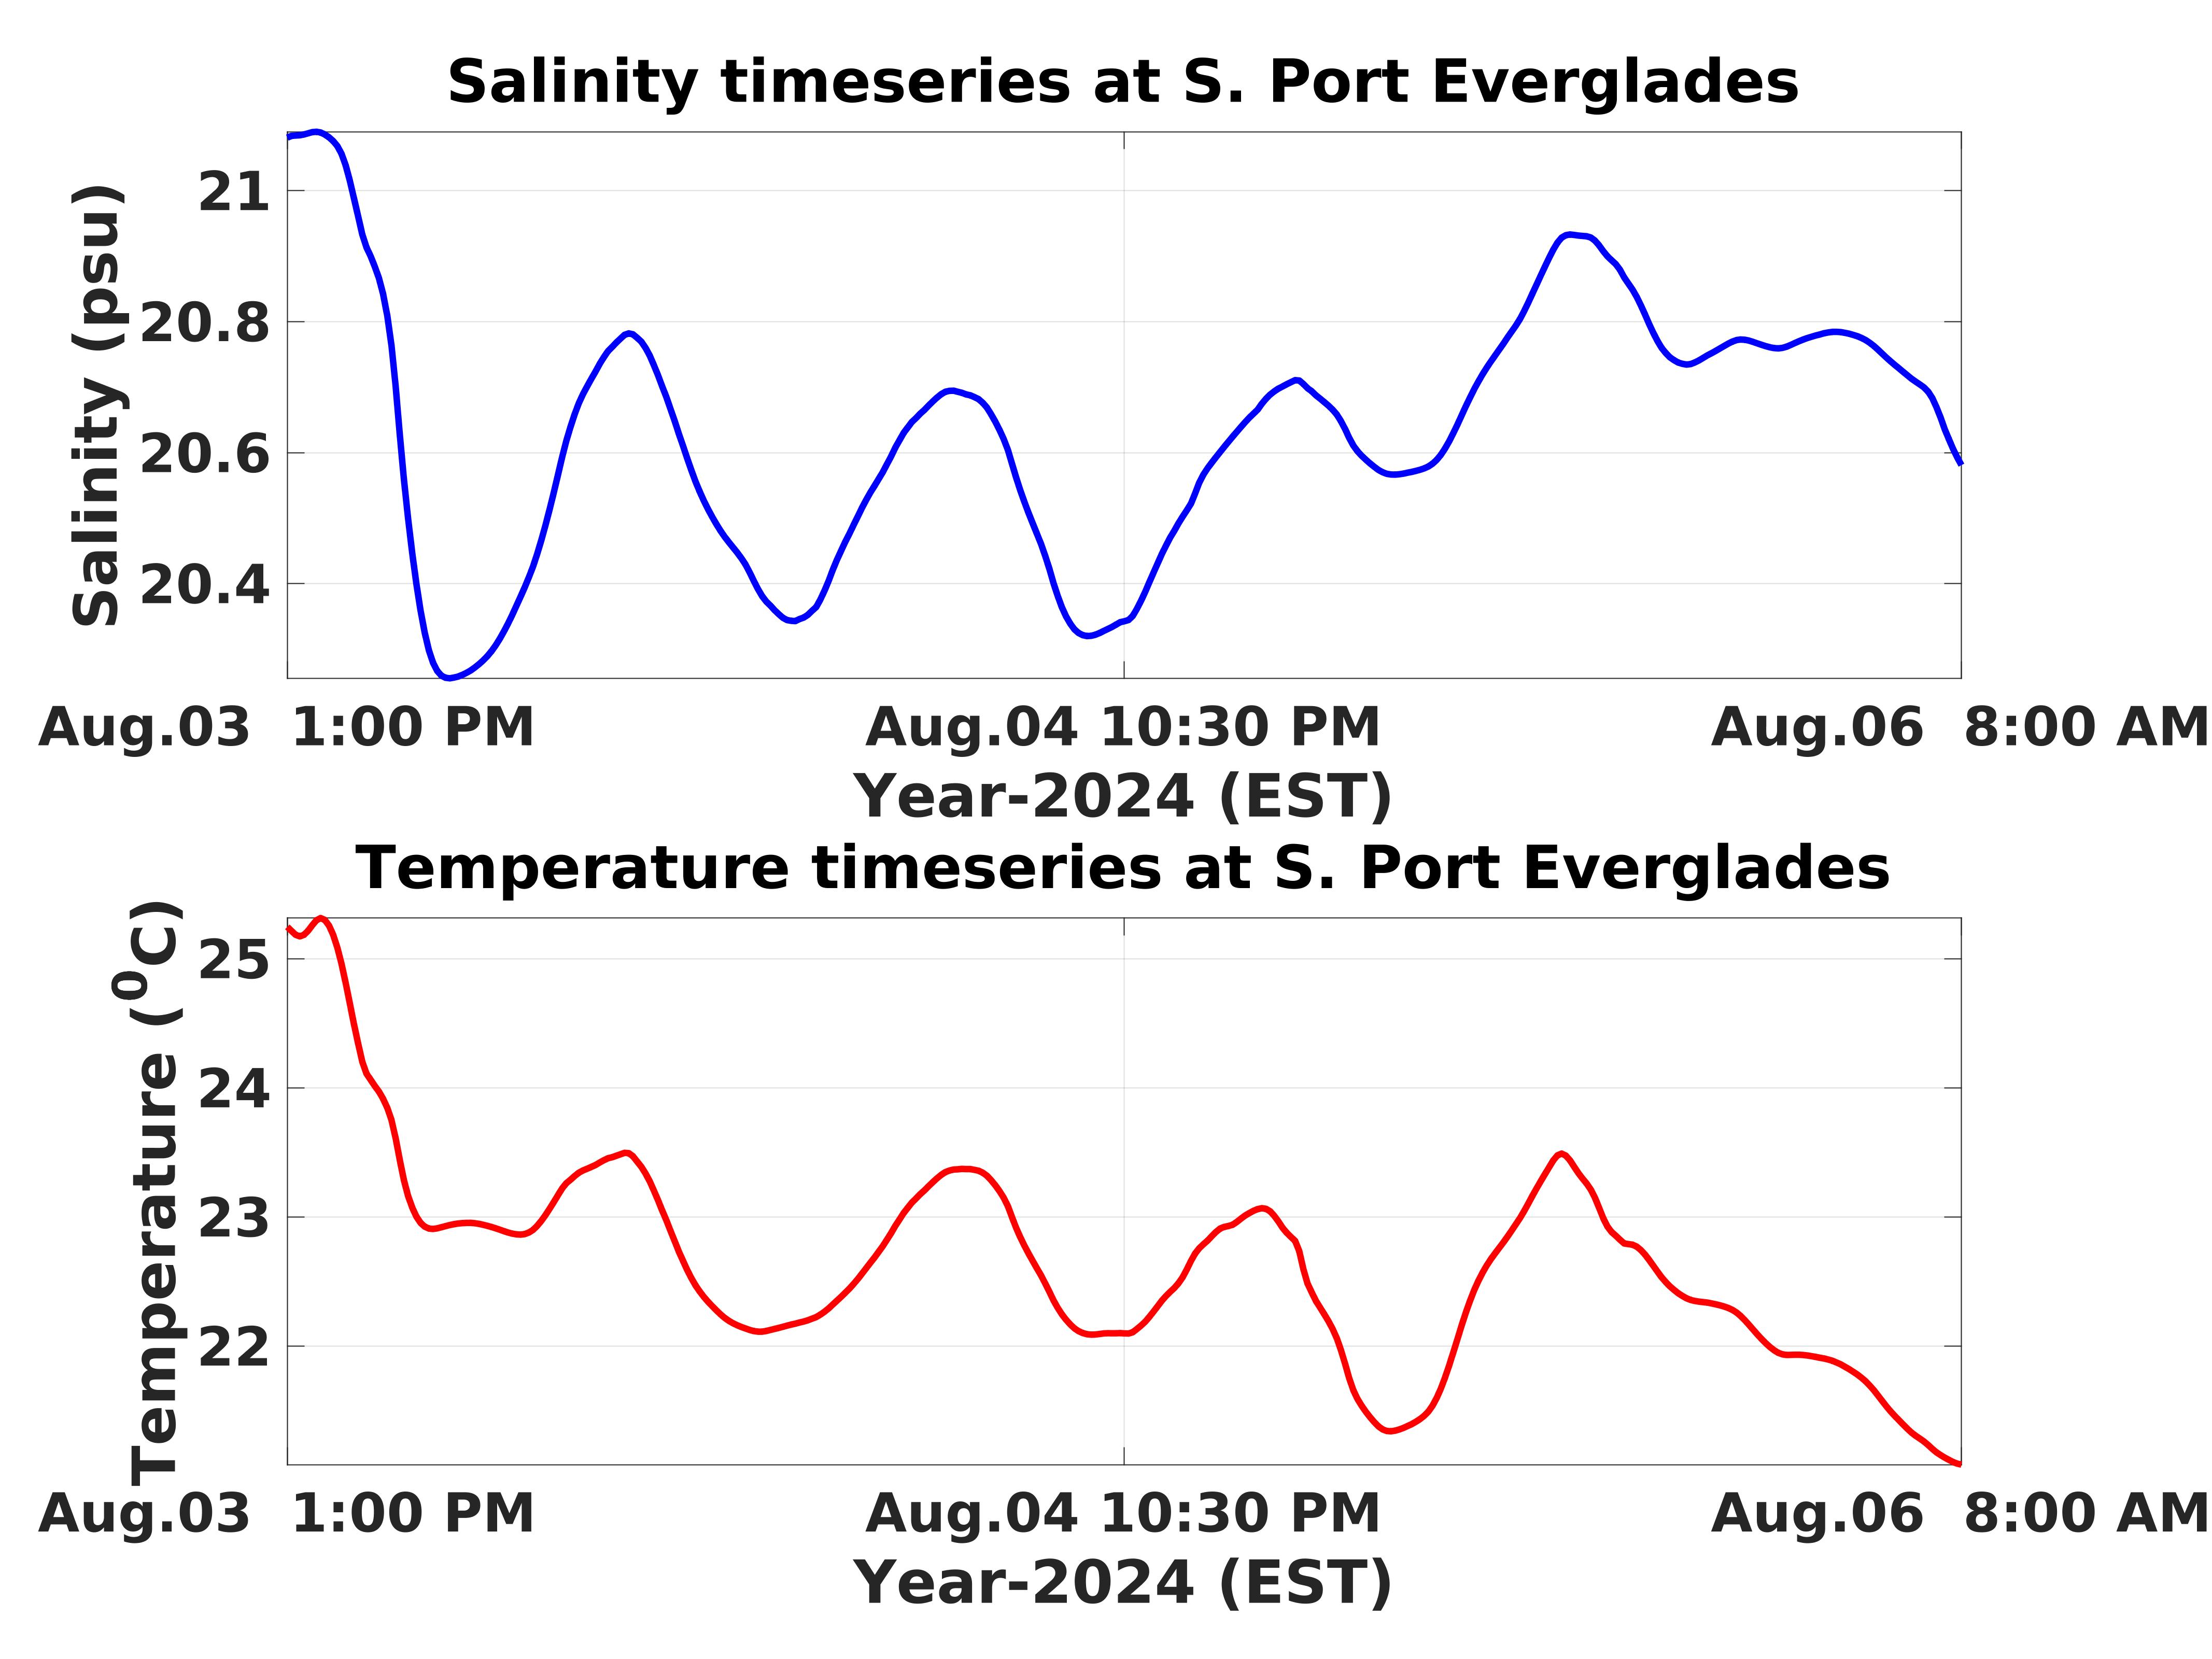 Salinity timeseries at S. Port Everglades
Salinity (psu)
21
20.8
20.6
20.4
Aug.03  1:00 PM
Aug.04 10:30 PM
Aug.06  8:00 AM
Year-2024 (EST)
Temperature timeseries at S. Port Everglades
Temperature (⁰C)
25
24
23
22
Aug.03  1:00 PM
Aug.04 10:30 PM
Aug.06  8:00 AM
Year-2024 (EST)